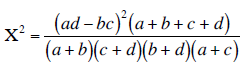 X² = (ad − bc)²(a + b + c + d) / (a + b)(c + d)(b + d)(a + c)